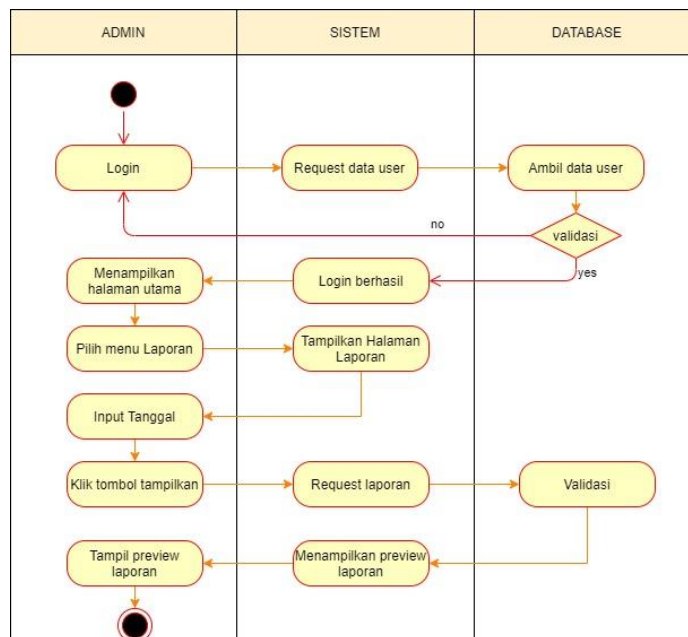 ADMIN
SISTEM
DATABASE
Login
Request data user
Ambil data user
no
validasi
yes
Menampilkan
halaman utama
Login berhasil
Pilih menu Laporan
Tampilkan Halaman
Laporan
Input Tanggal
Klik tombol tampilkan
Request laporan
Validasi
Tampil preview
laporan
Menampilkan preview
laporan